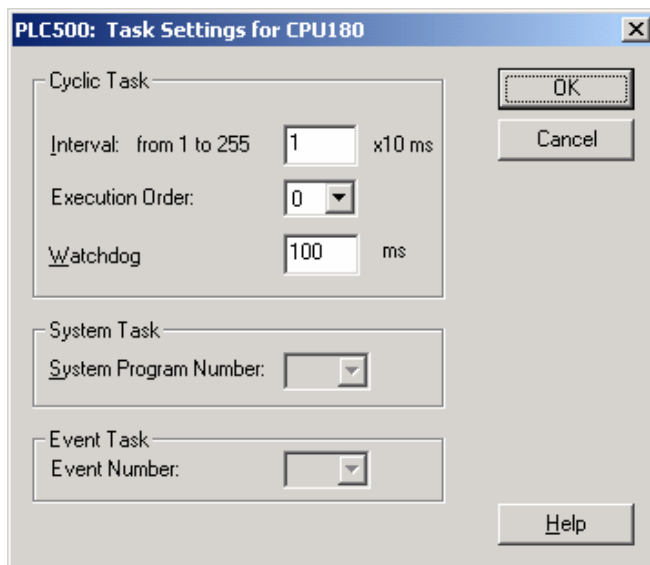 PLC500: Task Settings for CPU180
Cyclic Task
Interval: from 1 to 255 1 x10 ms
Execution Order: 0
Watchdog 100 ms
System Task
System Program Number:
Event Task
Event Number:
OK
Cancel
Help